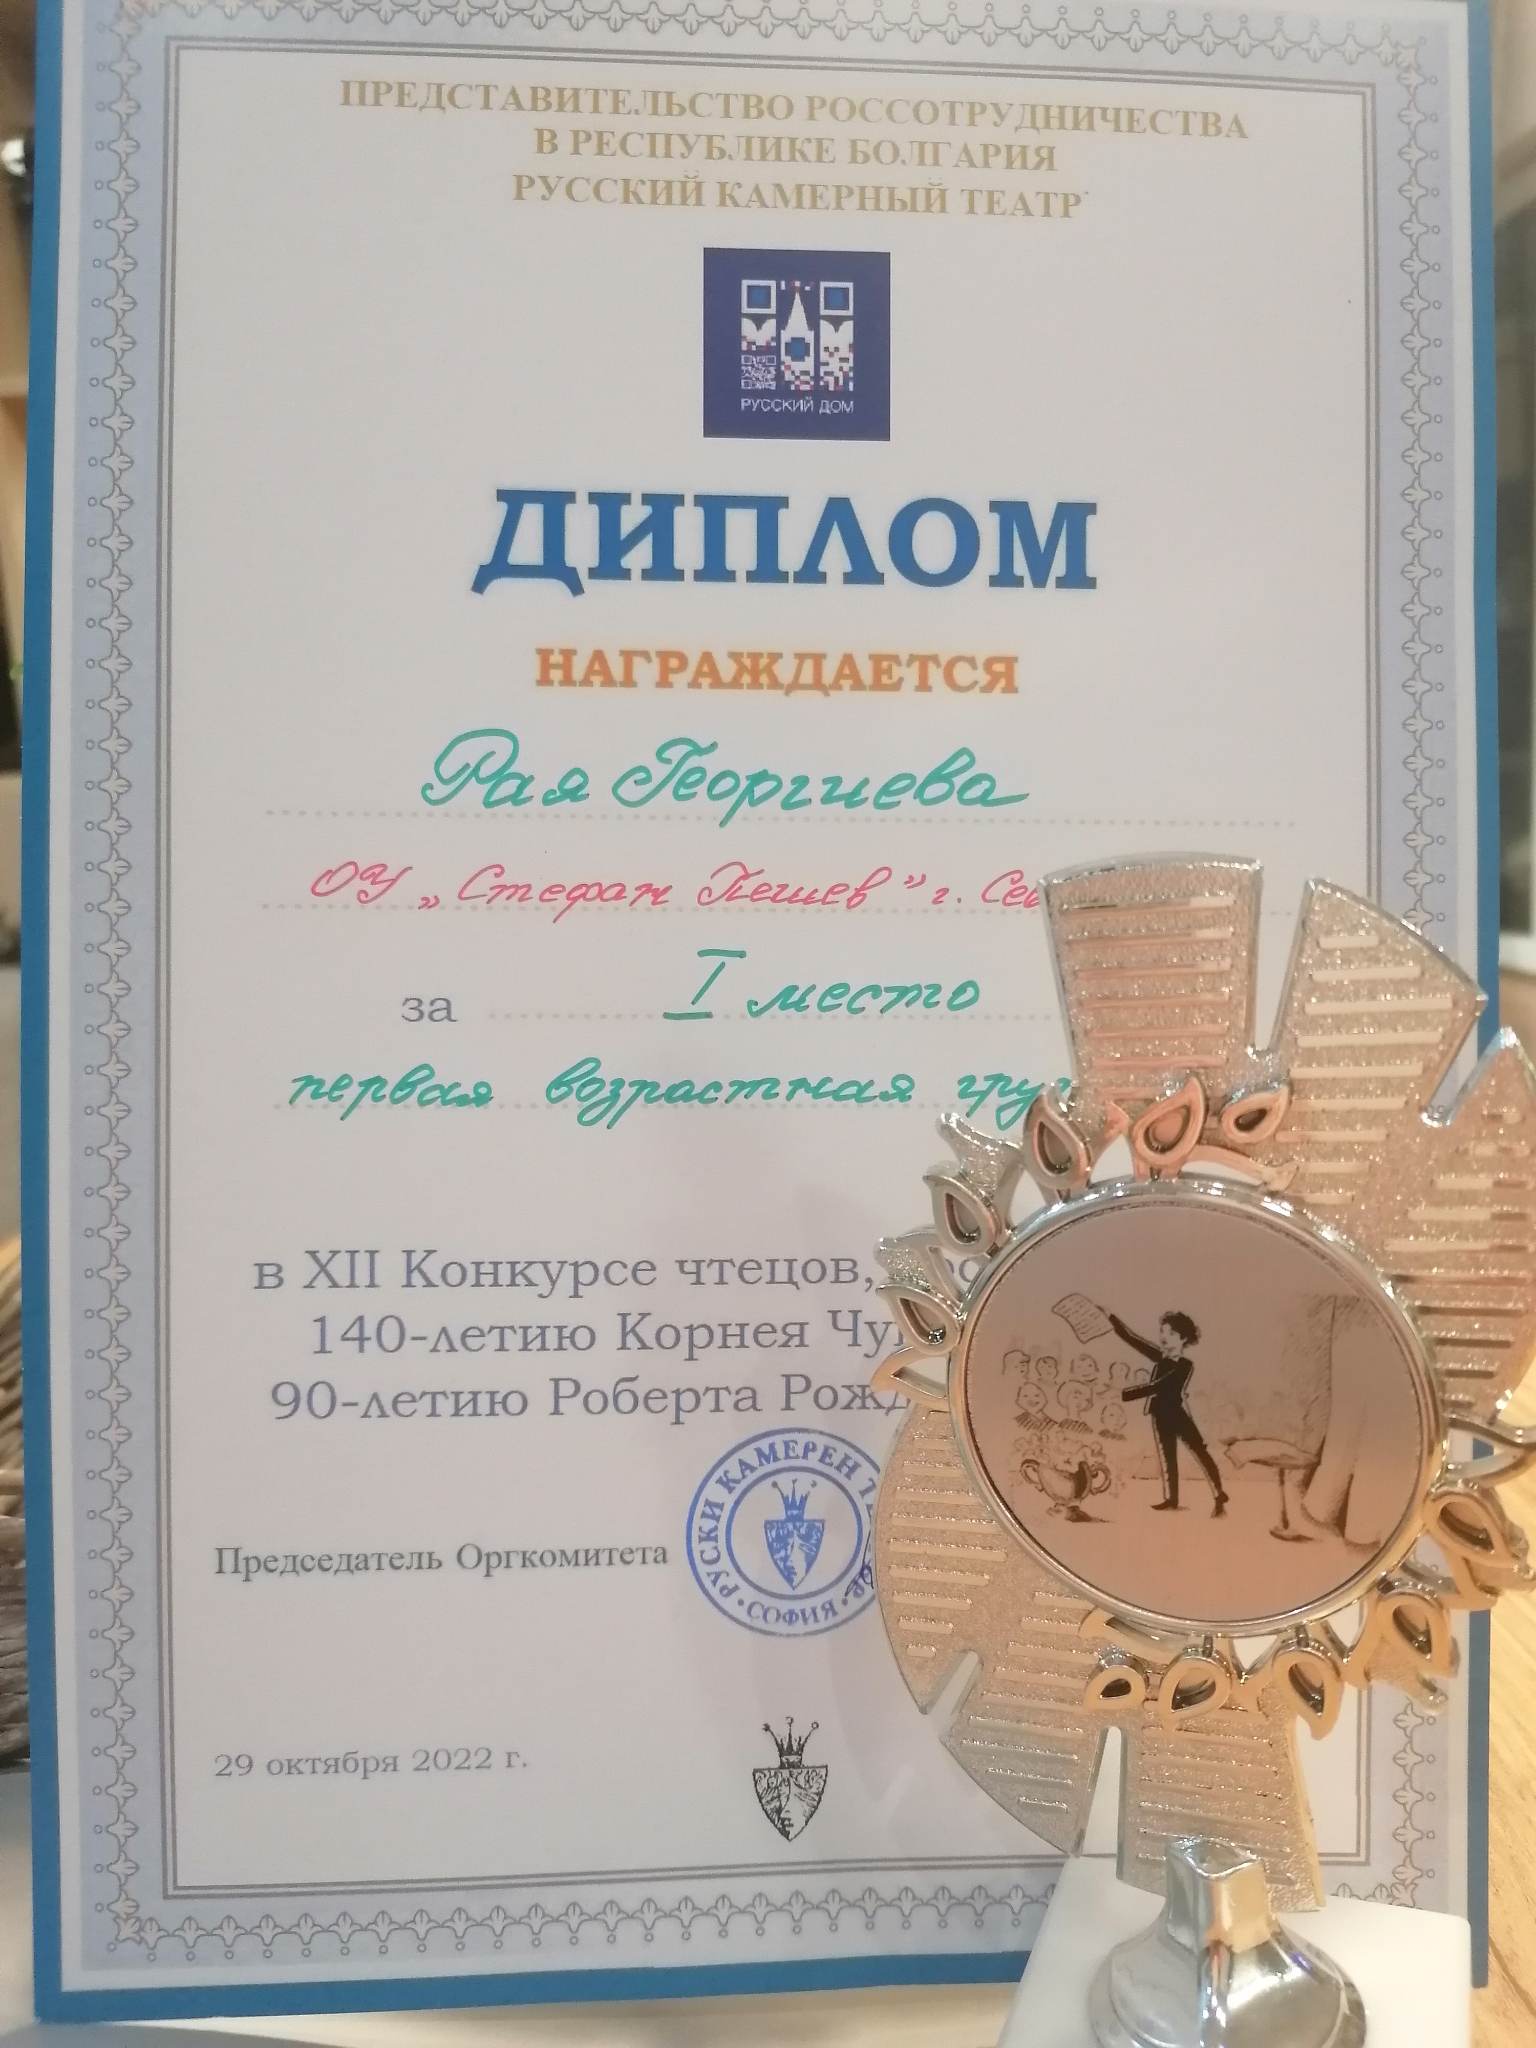 ПРЕДСТАВИТЕЛЬСТВО РОССОТРУДНИЧЕСТВА
В РЕСПУБЛИКЕ БОЛГАРИЯ
РУССКИЙ КАМЕРНЫЙ ТЕАТР
РУССКИЙ ДОМ
ДИПЛОМ
НАГРАЖДАЕТСЯ
Рая Георгиева
ОУ „Стефан Пешев" г.
за I место
первая возрастная
в XII Конкурсе чтецов,
140-летию Корнея
90-летию Роберта
РУСКИ КАМЕРЕН
СОФИЯ
Председатель Оргкомитета
29 октября 2022 г.